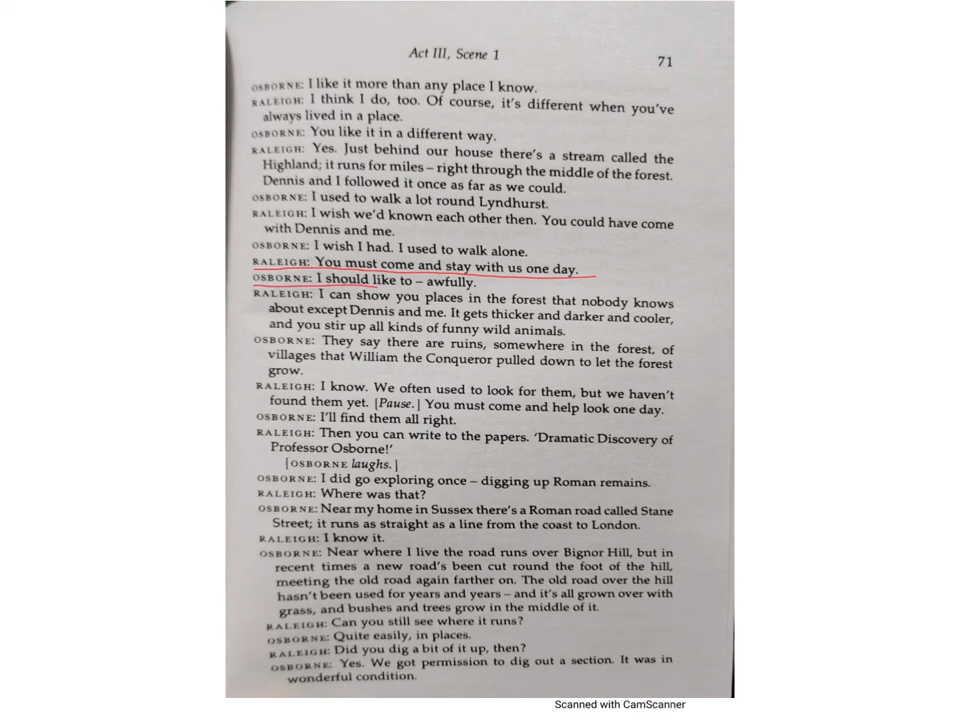 Act III, Scene 1
71
OSBORNE: I like it more than any place I know.
RALEIGH: I think I do, too. Of course, it's different when you've
always lived in a place.
OSBORNE: You like it in a different way.
RALEIGH: Yes. Just behind our house there's a stream called the
Highland; it runs for miles – right through the middle of the forest.
Dennis and I followed it once as far as we could.
OSBORNE: I used to walk a lot round Lyndhurst.
RALEIGH: I wish we'd known each other then. You could have come
with Dennis and me.
OSBORNE: I wish I had. I used to walk alone.
RALEIGH: You must come and stay with us one day.
OSBORNE: I should like to – awfully.
RALEIGH: I can show you places in the forest that nobody knows
about except Dennis and me. It gets thicker and darker and cooler,
and you stir up all kinds of funny wild animals.
OSBORNE: They say there are ruins, somewhere in the forest, of
villages that William the Conqueror pulled down to let the forest
grow.
RALEIGH: I know. We often used to look for them, but we haven't
found them yet. [Pause.] You must come and help look one day.
OSBORNE: I'll find them all right.
RALEIGH: Then you can write to the papers. 'Dramatic Discovery of
Professor Osborne!'
[OSBORNE laughs.]
OSBORNE: I did go exploring once – digging up Roman remains.
RALEIGH: Where was that?
OSBORNE: Near my home in Sussex there's a Roman road called Stane
Street; it runs as straight as a line from the coast to London.
RALEIGH: I know it.
OSBORNE: Near where I live the road runs over Bignor Hill, but in
recent times a new road's been cut round the foot of the hill,
meeting the old road again farther on. The old road over the hill
hasn't been used for years and years – and it's all grown over with
grass, and bushes and trees grow in the middle of it.
RALEIGH: Can you still see where it runs?
OSBORNE: Quite easily, in places.
RALEIGH: Did you dig a bit of it up, then?
OSBORNE: Yes. We got permission to dig out a section. It was in
wonderful condition.
Scanned with CamScanner